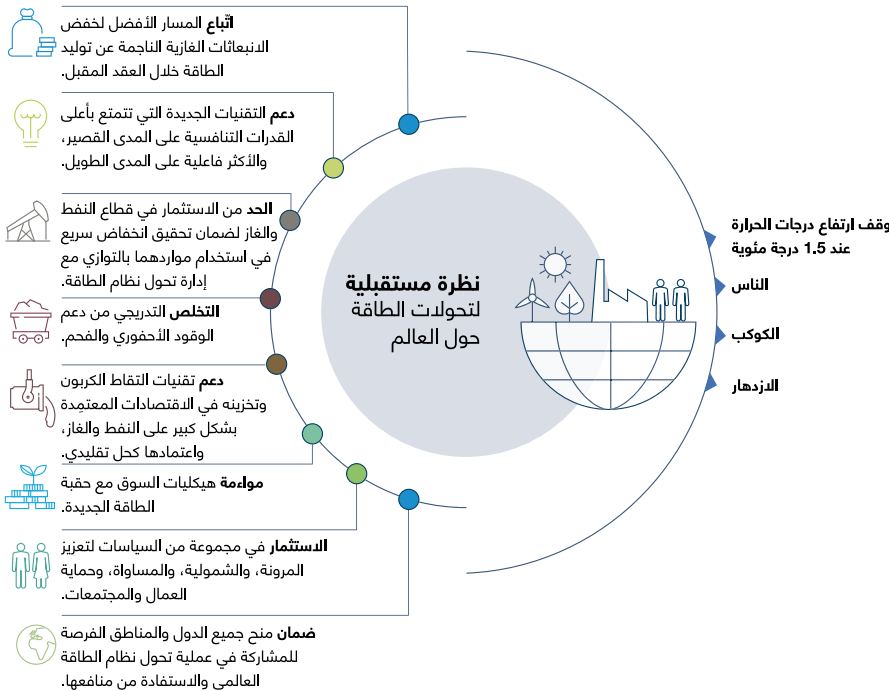 وقف ارتفاع درجات الحرارة
عند 1.5 درجة مئوية
الناس
الكوكب
الازدهار
نظرة مستقبلية
لتحولات الطاقة
حول العالم
اتّباع المسار الأفضل لخفض
الانبعاثات الغازية الناجمة عن توليد
الطاقة خلال العقد المقبل.
دعم التقنيات الجديدة التي تتمتع بأعلى
القدرات التنافسية على المدى القصير،
والأكثر فاعلية على المدى الطويل.
الحد من الاستثمار في قطاع النفط
والغاز لضمان تحقيق انخفاض سريع
في استخدام مواردهما بالتوازي مع
إدارة تحول نظام الطاقة.
التخلص التدريجي من دعم
الوقود الأحفوري والفحم.
دعم تقنيات التقاط الكربون
وتخزينه في الاقتصادات المعتمِدة
بشكل كبير على النفط والغاز،
واعتمادها كحل تقليدي.
مواءمة هيكليات السوق مع حقبة
الطاقة الجديدة.
الاستثمار في مجموعة من السياسات لتعزيز
المرونة، والشمولية، والمساواة، وحماية
العمال والمجتمعات.
ضمان منح جميع الدول والمناطق الفرصة
للمشاركة في عملية تحول نظام الطاقة
العالمي والاستفادة من منافعها.